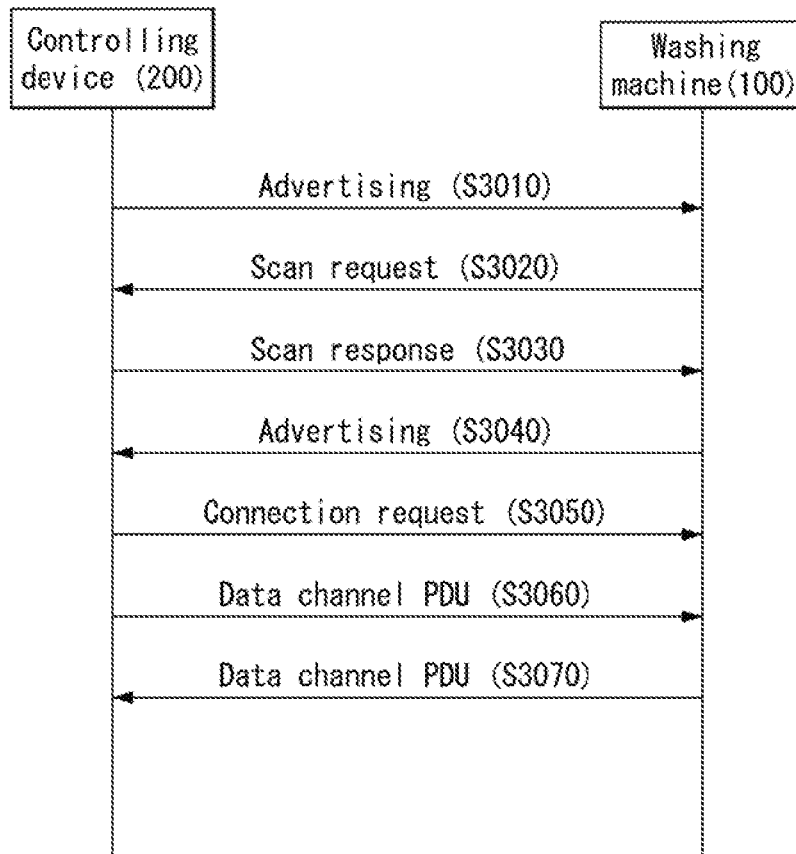 Controlling
device (200)
Washing
machine(100)
Advertising (S3010)
Scan request (S3020)
Scan response (S3030
Advertising (S3040)
Connection request (S3050)
Data channel PDU (S3060)
Data channel PDU (S3070)